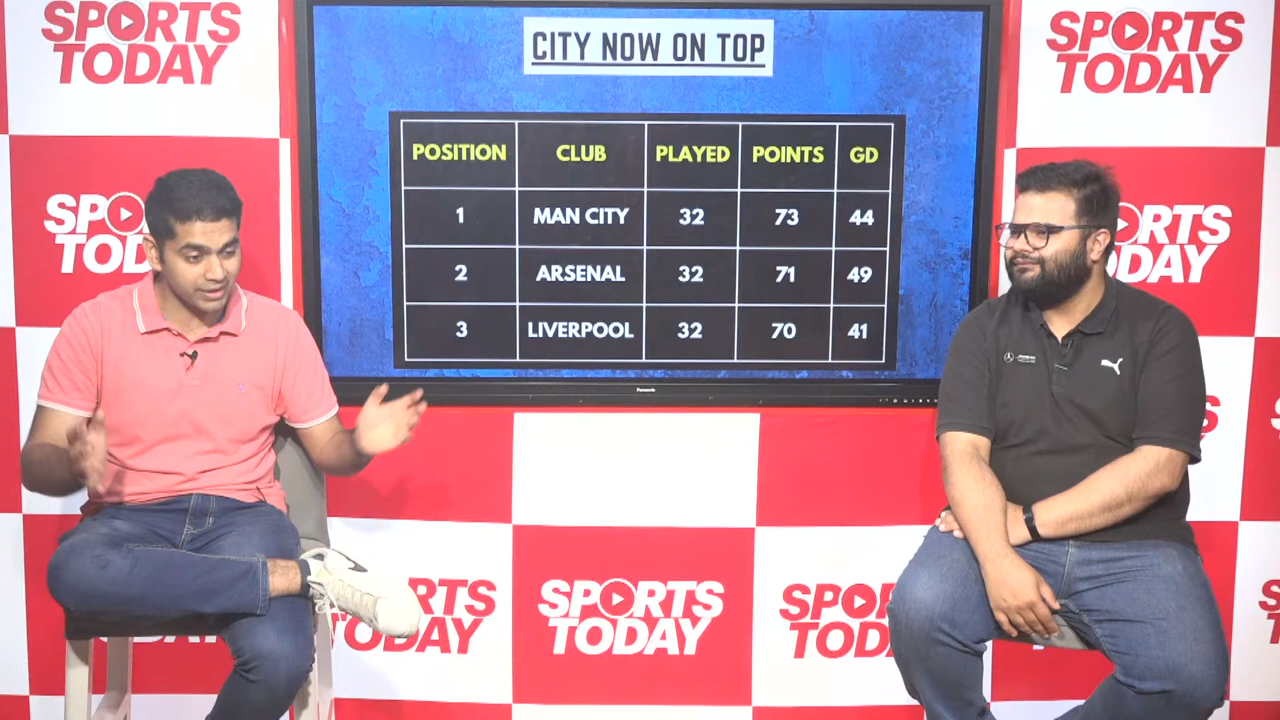 SPORTS
TODAY
SPORTS
TODAY
CITY NOW ON TOP
POSITION CLUB PLAYED POINTS GD
1 MAN CITY 32 73 44
2 ARSENAL 32 71 49
3 LIVERPOOL 32 70 41
Panasonic
SPORTS
TODAY
SPORTS
TODAY
SPORTS
TODAY
SPORTS
TODAY
SPORTS
TODAY